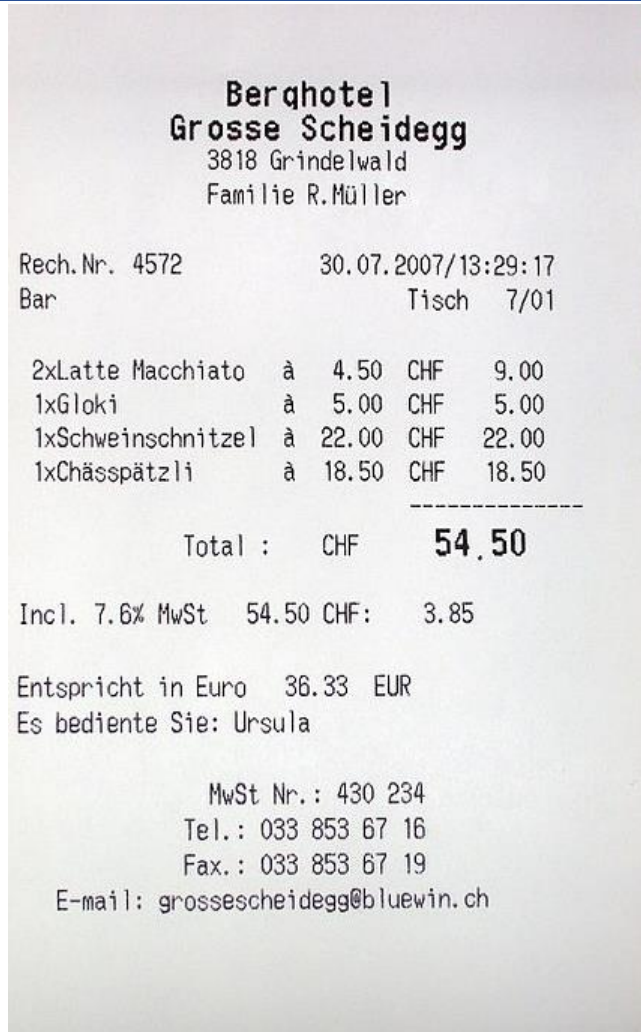 Berghotel
Grosse Scheidegg
3818 Grindelwald
Familie R.Müller
Rech.Nr. 4572 30.07.2007/13:29:17
Bar Tisch 7/01
2xLatte Macchiato à 4.50 CHF 9.00
1xGloki à 5.00 CHF 5.00
1xSchweinschnitzel à 22.00 CHF 22.00
1xChässpätzli à 18.50 CHF 18.50
--------------
Total : CHF 54.50
Incl. 7.6% MwSt 54.50 CHF: 3.85
Entspricht in Euro 36.33 EUR
Es bediente Sie: Ursula
MwSt Nr.: 430 234
Tel.: 033 853 67 16
Fax.: 033 853 67 19
E-mail: grossescheidegg@bluewin.ch